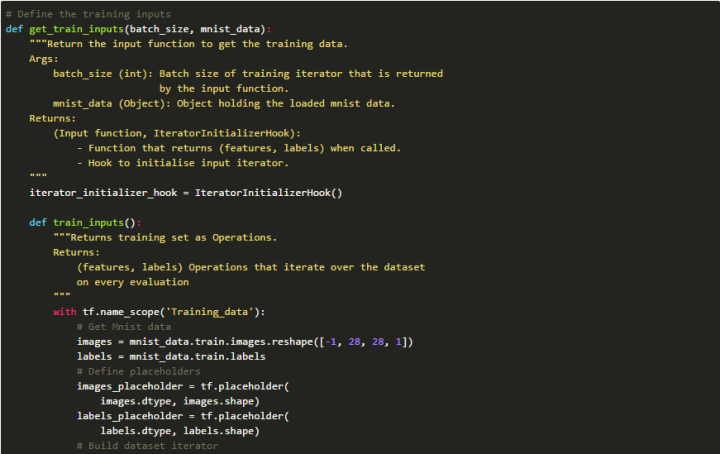 # Define the training inputs
def get_train_inputs(batch_size, mnist_data):
    """Return the input function to get the training data.
    Args:
        batch_size (int): Batch size of training iterator that is returned
                          by the input function.
        mnist_data (Object): Object holding the loaded mnist data.
    Returns:
        (Input function, IteratorInitializerHook):
            - Function that returns (features, labels) when called.
            - Hook to initialise input iterator.
    """
    iterator_initializer_hook = IteratorInitializerHook()

    def train_inputs():
        """Returns training set as Operations.
        Returns:
            (features, labels) Operations that iterate over the dataset
            on every evaluation
        """
        with tf.name_scope('Training_data'):
            # Get Mnist data
            images = mnist_data.train.images.reshape([-1, 28, 28, 1])
            labels = mnist_data.train.labels
            # Define placeholders
            images_placeholder = tf.placeholder(
                images.dtype, images.shape)
            labels_placeholder = tf.placeholder(
                labels.dtype, labels.shape)
            # Build dataset iterator